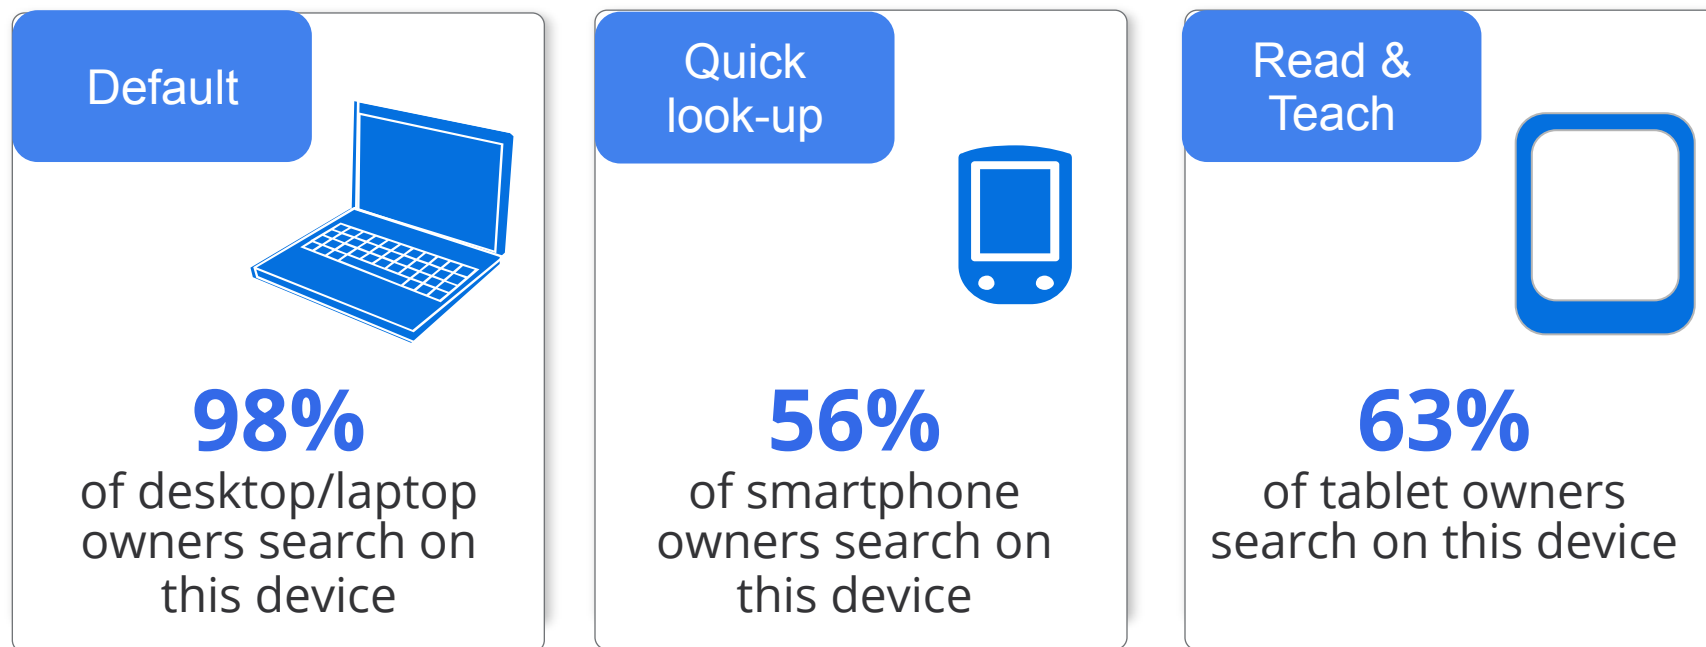 Default
98%
of desktop/laptop
owners search on
this device
Quick
look-up
56%
of smartphone
owners search on
this device
Read &
Teach
63%
of tablet owners
search on this device